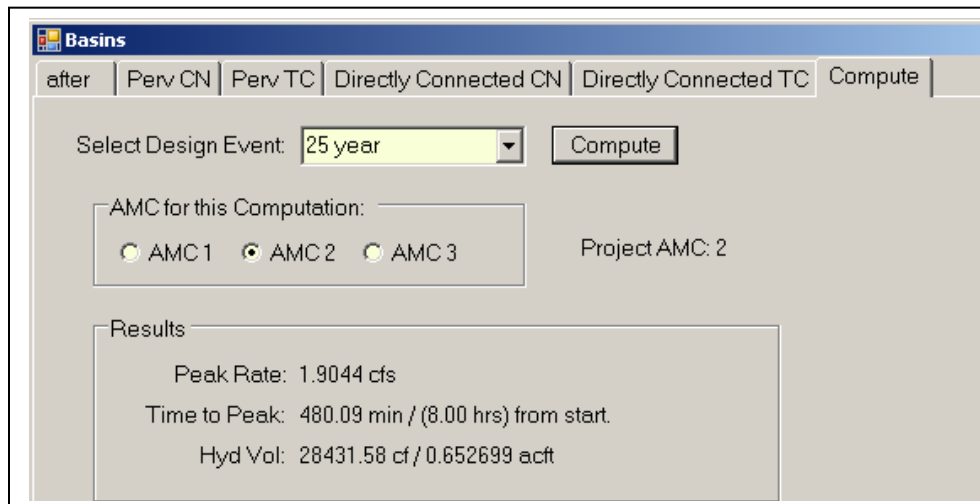 Basins
after Perv CN Perv TC Directly Connected CN Directly Connected TC Compute
Select Design Event: 25 year Compute
AMC for this Computation:
AMC 1 AMC 2 AMC 3 Project AMC: 2
Results
Peak Rate: 1.9044 cfs
Time to Peak: 480.09 min / (8.00 hrs) from start.
Hyd Vol: 28431.58 cf / 0.652699 acft